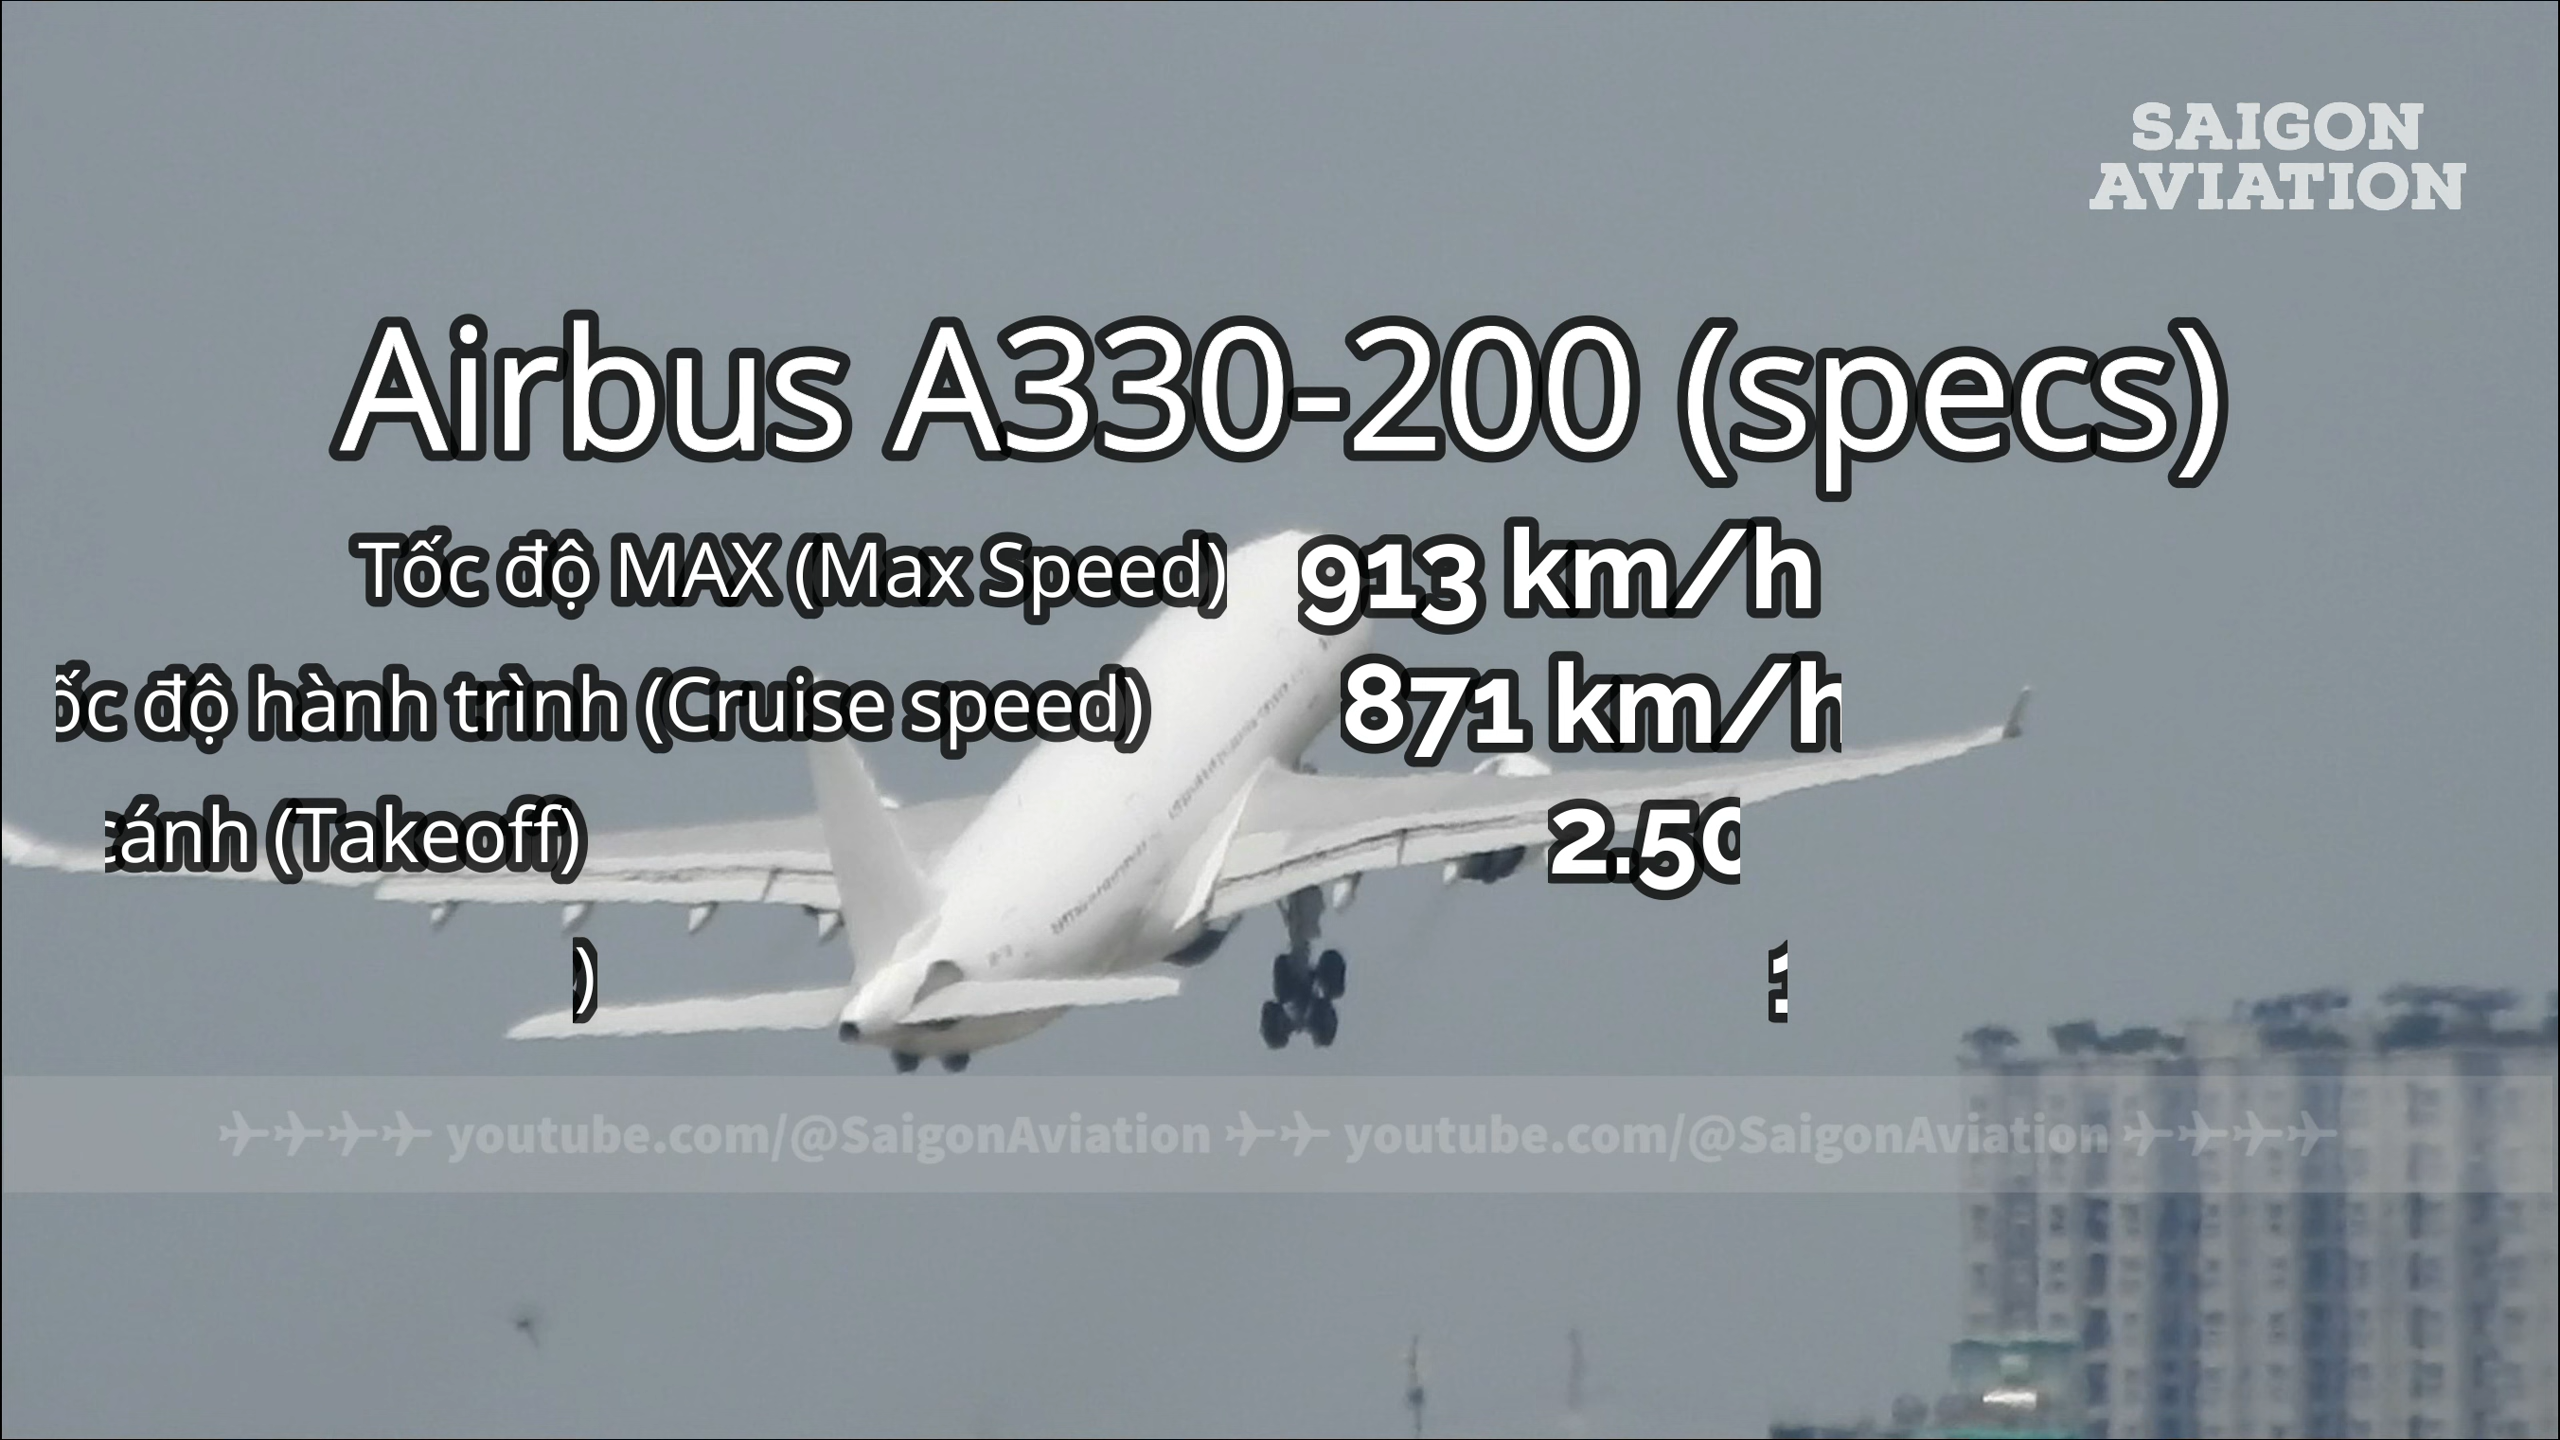 SAIGON
AVIATION
Airbus A330-200 (specs)
Tốc độ MAX (Max Speed) 913 km/h
ốc độ hành trình (Cruise speed) 871 km/h
cánh (Takeoff) 2.50
)
youtube.com/@SaigonAviation youtube.com/@SaigonAviation